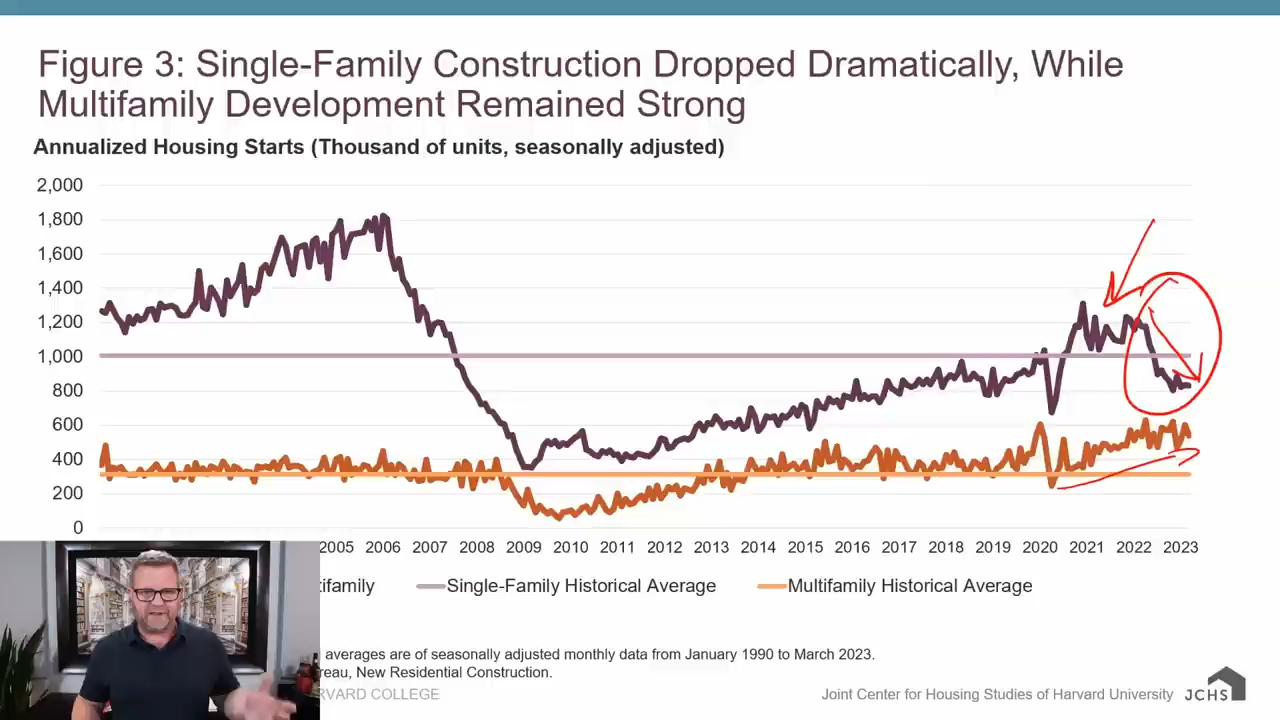 Figure 3: Single-Family Construction Dropped Dramatically, While
Multifamily Development Remained Strong
Annualized Housing Starts (Thousand of units, seasonally adjusted)
2,000
1,800
1,600
1,400
1,200
1,000
800
600
400
200
0
2005 2006 2007 2008 2009 2010 2011 2012 2013 2014 2015 2016 2017 2018 2019 2020 2021 2022 2023
tifamily Single-Family Historical Average Multifamily Historical Average
averages are of seasonally adjusted monthly data from January 1990 to March 2023.
reau, New Residential Construction.
RVARD COLLEGE Joint Center for Housing Studies of Harvard University JCHS